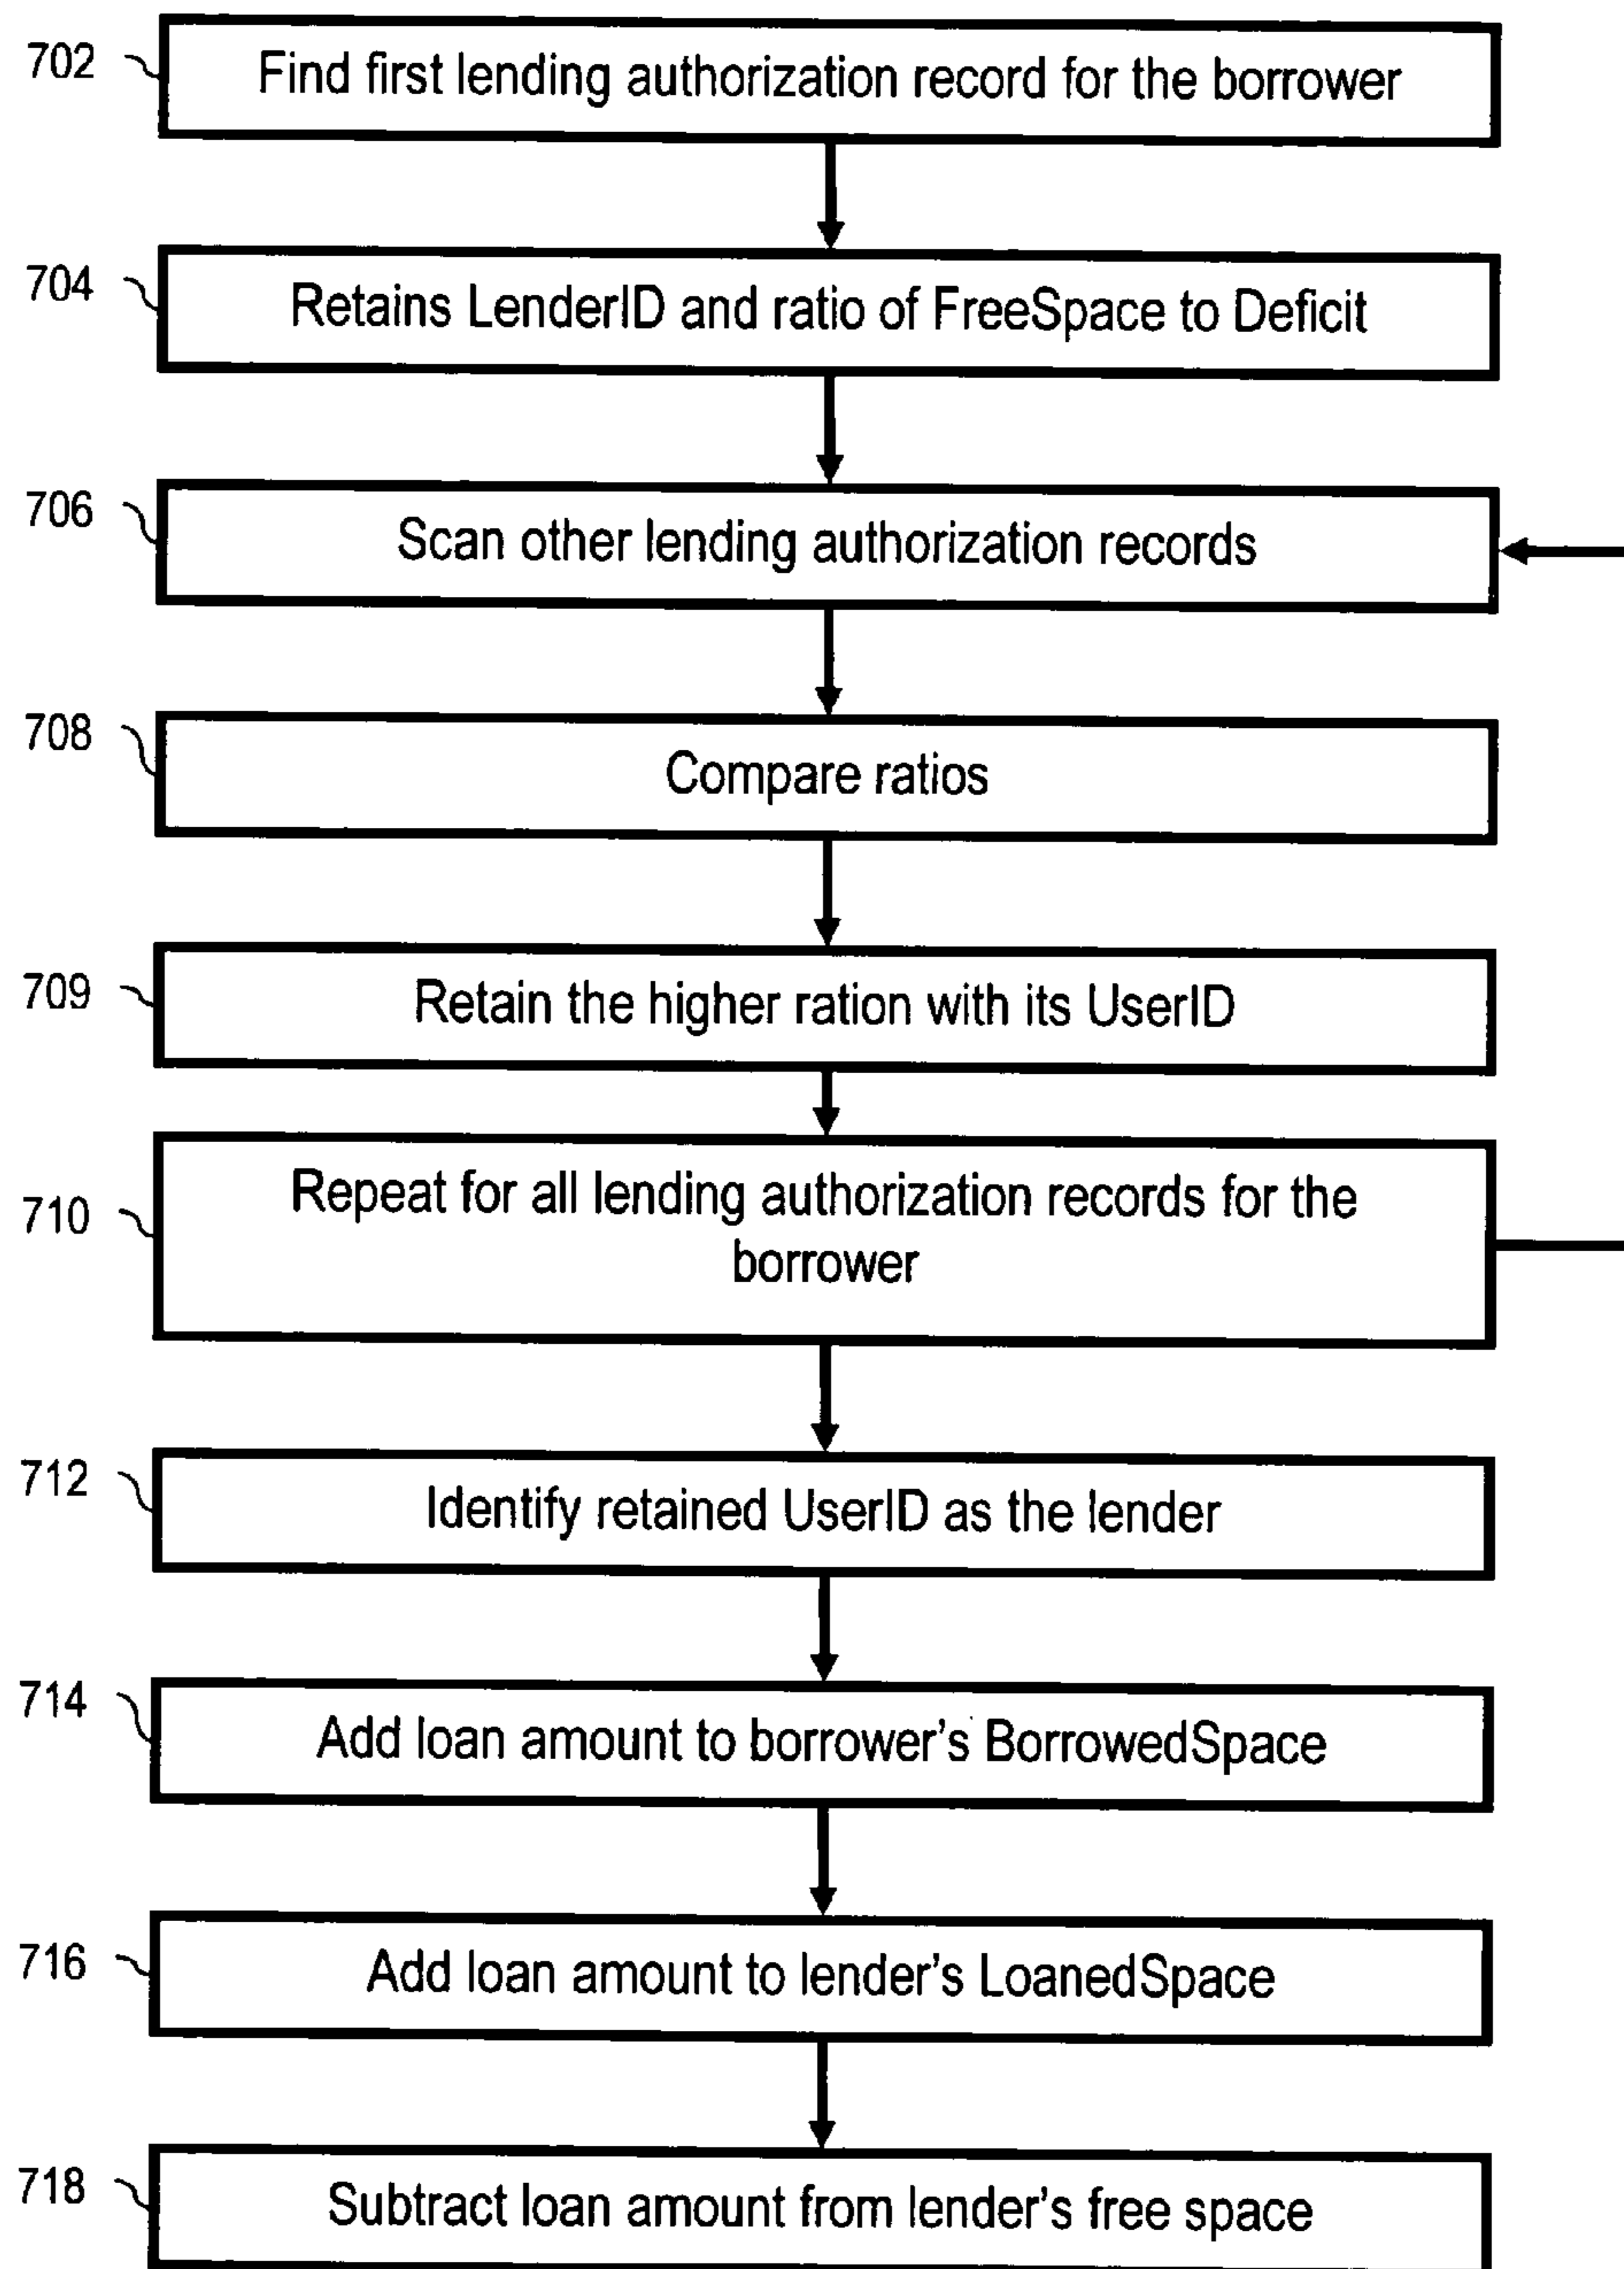 702 Find first lending authorization record for the borrower
704 Retains LenderID and ratio of FreeSpace to Deficit
706 Scan other lending authorization records
708 Compare ratios
709 Retain the higher ration with its UserID
710 Repeat for all lending authorization records for the
borrower
712 Identify retained UserID as the lender
714 Add loan amount to borrower's BorrowedSpace
716 Add loan amount to lender's LoanedSpace
718 Subtract loan amount from lender's free space